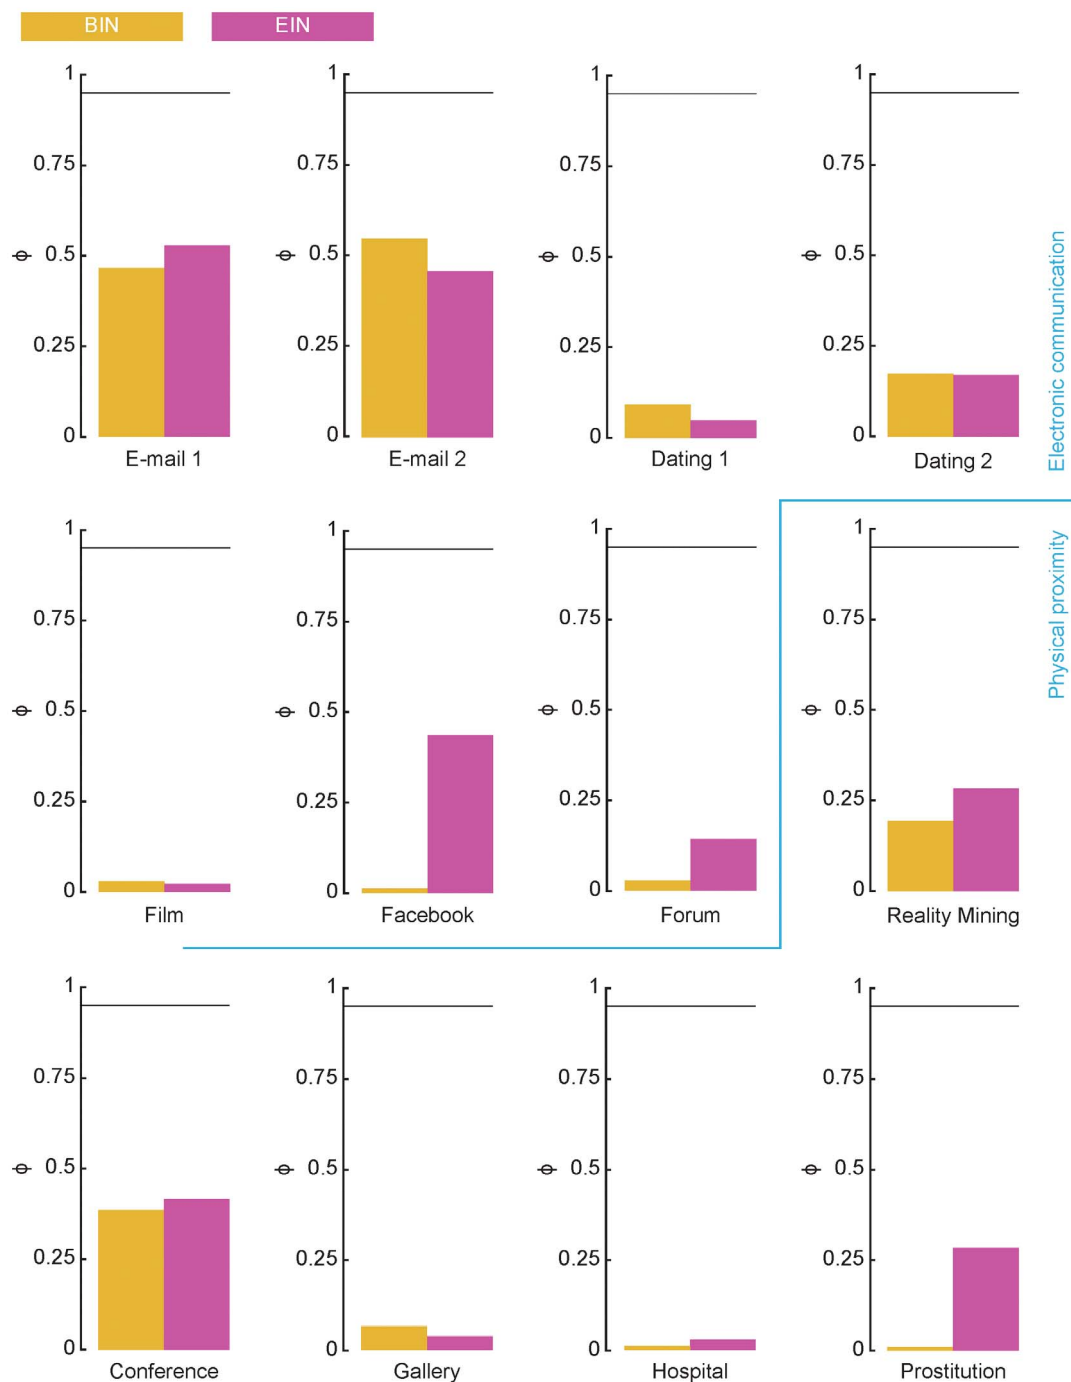 BIN EIN
1 1 1 1
0.75 0.75 0.75 0.75
ϕ 0.5 ϕ 0.5 ϕ 0.5 ϕ 0.5
0.25 0.25 0.25 0.25
0 0 0 0
E-mail 1 E-mail 2 Dating 1 Dating 2
Electronic communication
1 1 1 1
0.75 0.75 0.75 0.75
ϕ 0.5 ϕ 0.5 ϕ 0.5 ϕ 0.5
0.25 0.25 0.25 0.25
0 0 0 0
Film Facebook Forum Reality Mining
Physical proximity
1 1 1 1
0.75 0.75 0.75 0.75
ϕ 0.5 ϕ 0.5 ϕ 0.5 ϕ 0.5
0.25 0.25 0.25 0.25
0 0 0 0
Conference Gallery Hospital Prostitution